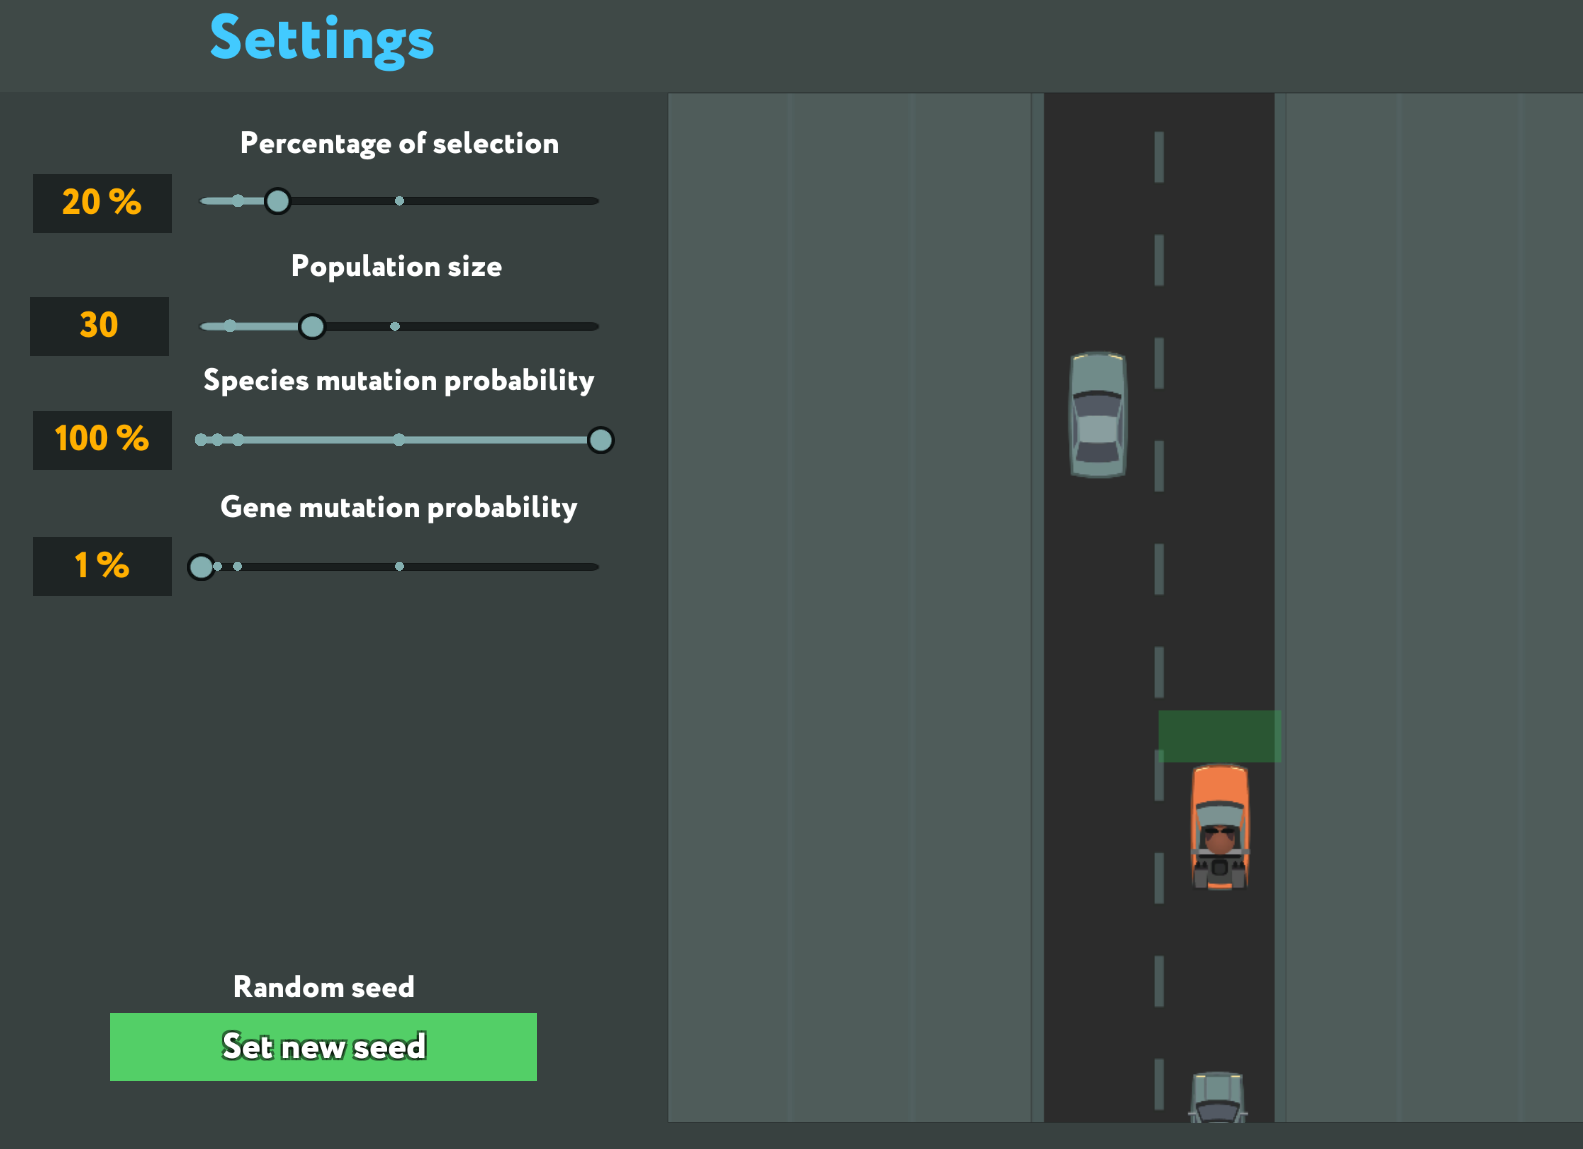 Settings
Percentage of selection
20 %
Population size
30
Species mutation probability
100 %
Gene mutation probability
1 %
Random seed
Set new seed